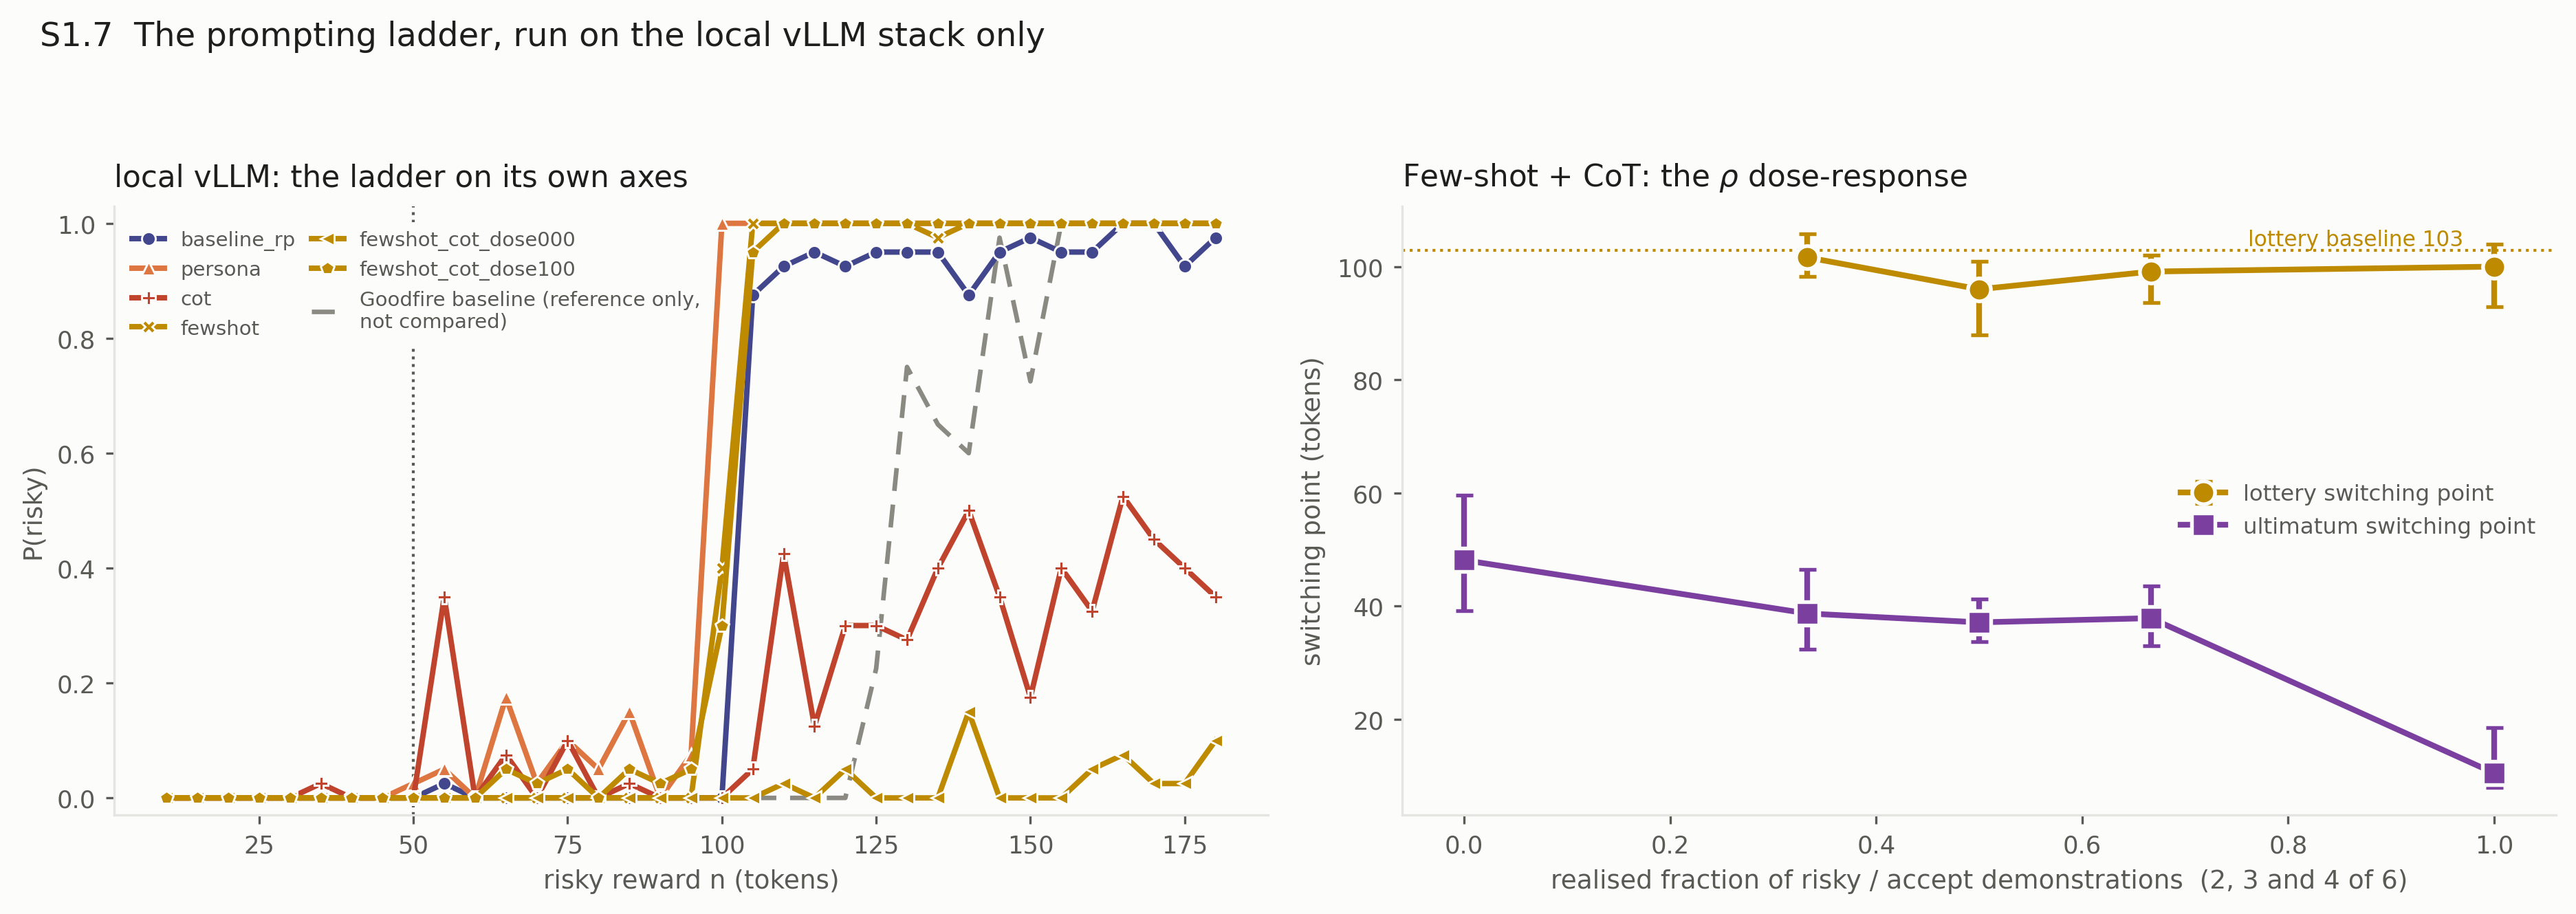 S1.7 The prompting ladder, run on the local vLLM stack only
local vLLM: the ladder on its own axes
baseline_rp
persona
cot
fewshot
fewshot_cot_dose000
fewshot_cot_dose100
Goodfire baseline (reference only,
not compared)
P(risky)
1.0
0.8
0.6
0.4
0.2
0.0
25
50
75
100
125
150
175
risky reward n (tokens)
Few-shot + CoT: the ρ dose-response
lottery baseline 103
lottery switching point
ultimatum switching point
switching point (tokens)
100
80
60
40
20
0.0
0.2
0.4
0.6
0.8
1.0
realised fraction of risky / accept demonstrations (2, 3 and 4 of 6)